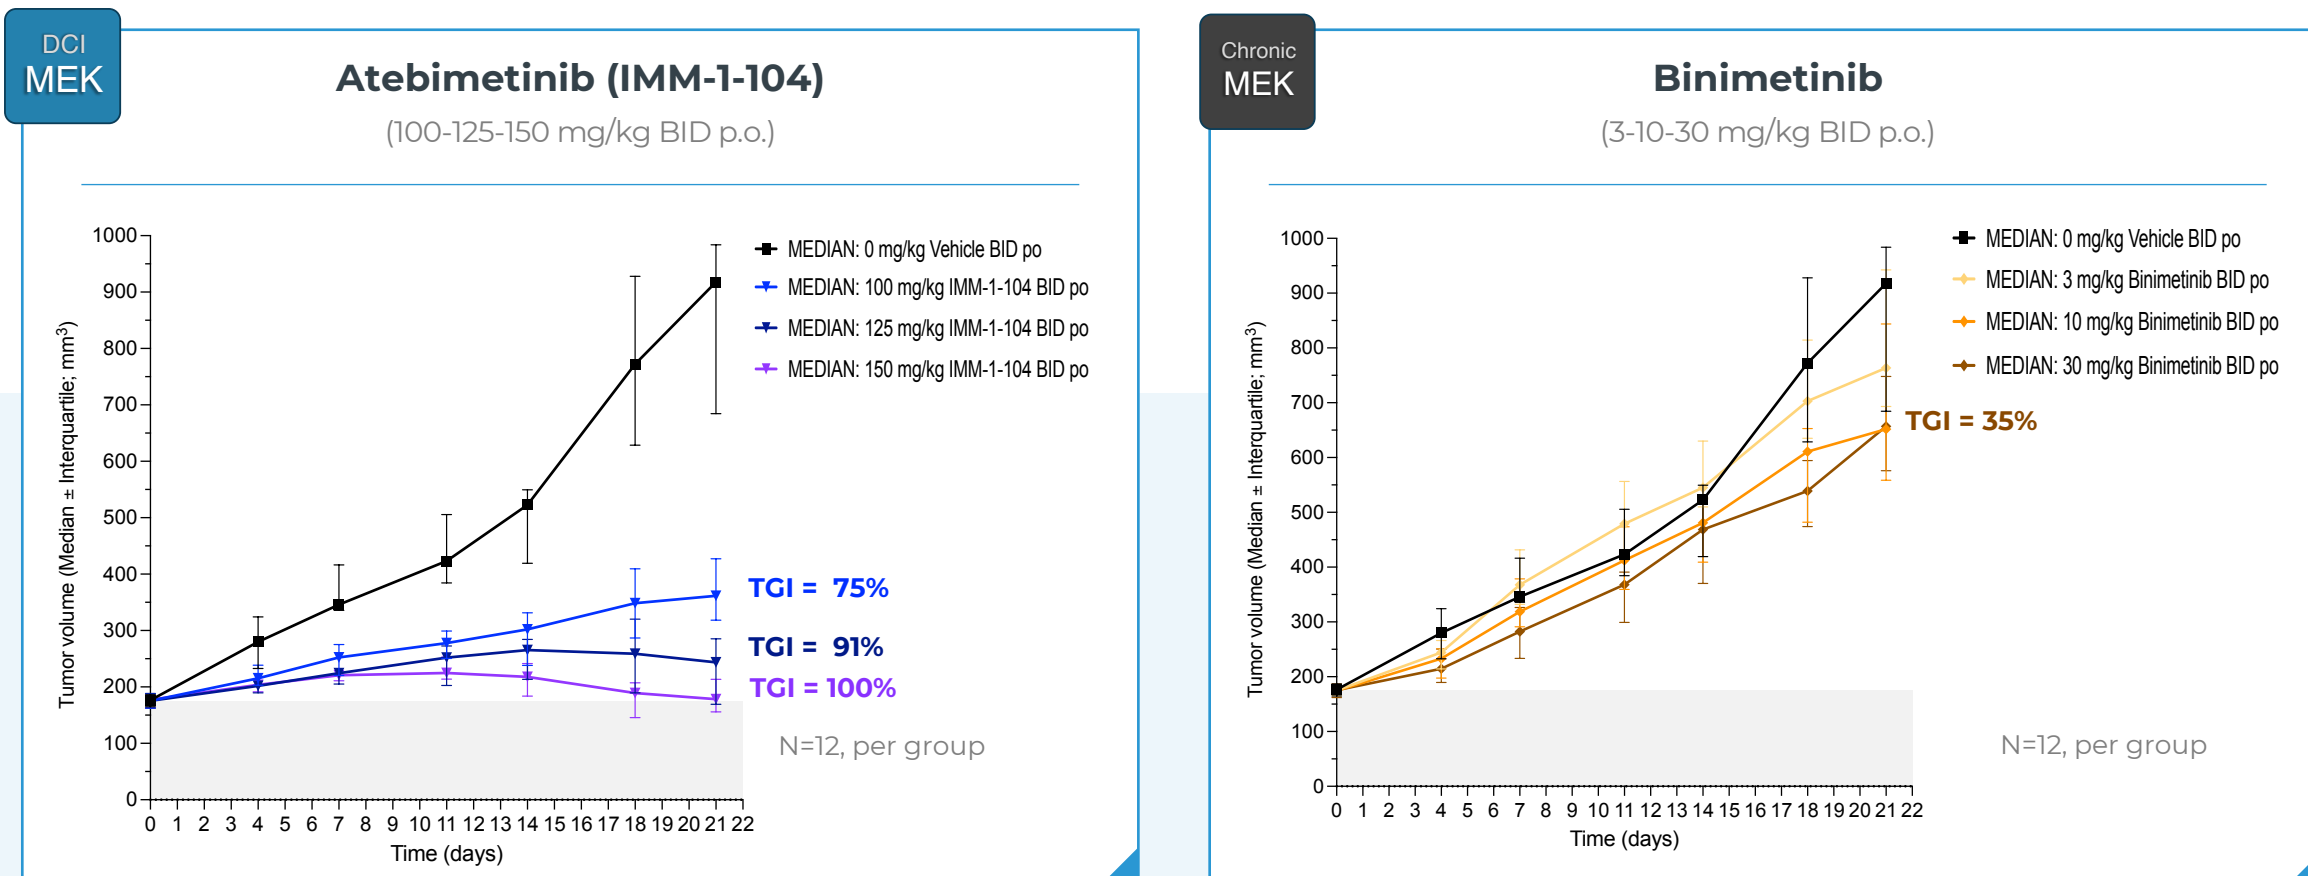 DCI
MEK
Atebimetinib (IMM-1-104)
(100-125-150 mg/kg BID p.o.)
Tumor volume (Median ± Interquartile; mm³)
1000
900
800
700
600
500
400
300
200
100
0
0 1 2 3 4 5 6 7 8 9 10 11 12 13 14 15 16 17 18 19 20 21 22
Time (days)
MEDIAN: 0 mg/kg Vehicle BID po
MEDIAN: 100 mg/kg IMM-1-104 BID po
MEDIAN: 125 mg/kg IMM-1-104 BID po
MEDIAN: 150 mg/kg IMM-1-104 BID po
TGI = 75%
TGI = 91%
TGI = 100%
N=12, per group
Chronic
MEK
Binimetinib
(3-10-30 mg/kg BID p.o.)
Tumor volume (Median ± Interquartile; mm³)
1000
900
800
700
600
500
400
300
200
100
0
0 1 2 3 4 5 6 7 8 9 10 11 12 13 14 15 16 17 18 19 20 21 22
Time (days)
MEDIAN: 0 mg/kg Vehicle BID po
MEDIAN: 3 mg/kg Binimetinib BID po
MEDIAN: 10 mg/kg Binimetinib BID po
MEDIAN: 30 mg/kg Binimetinib BID po
TGI = 35%
N=12, per group